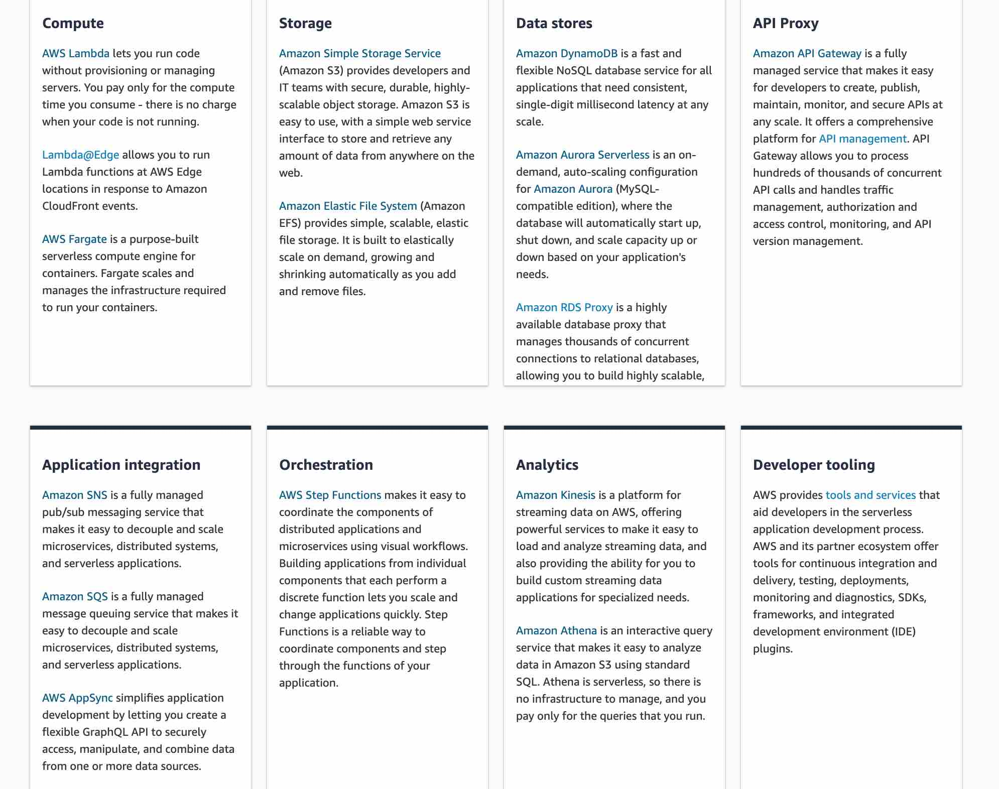 Compute
AWS Lambda lets you run code
without provisioning or managing
servers. You pay only for the compute
time you consume - there is no charge
when your code is not running.
Lambda@Edge allows you to run
Lambda functions at AWS Edge
locations in response to Amazon
CloudFront events.
AWS Fargate is a purpose-built
serverless compute engine for
containers. Fargate scales and
manages the infrastructure required
to run your containers.
Storage
Amazon Simple Storage Service
(Amazon S3) provides developers and
IT teams with secure, durable, highly-
scalable object storage. Amazon S3 is
easy to use, with a simple web service
interface to store and retrieve any
amount of data from anywhere on the
web.
Amazon Elastic File System (Amazon
EFS) provides simple, scalable, elastic
file storage. It is built to elastically
scale on demand, growing and
shrinking automatically as you add
and remove files.
Data stores
Amazon DynamoDB is a fast and
flexible NoSQL database service for all
applications that need consistent,
single-digit millisecond latency at any
scale.
Amazon Aurora Serverless is an on-
demand, auto-scaling configuration
for Amazon Aurora (MySQL-
compatible edition), where the
database will automatically start up,
shut down, and scale capacity up or
down based on your application's
needs.
Amazon RDS Proxy is a highly
available database proxy that
manages thousands of concurrent
connections to relational databases,
allowing you to build highly scalable,
API Proxy
Amazon API Gateway is a fully
managed service that makes it easy
for developers to create, publish,
maintain, monitor, and secure APIs at
any scale. It offers a comprehensive
platform for API management. API
Gateway allows you to process
hundreds of thousands of concurrent
API calls and handles traffic
management, authorization and
access control, monitoring, and API
version management.
Application integration
Amazon SNS is a fully managed
pub/sub messaging service that
makes it easy to decouple and scale
microservices, distributed systems,
and serverless applications.
Amazon SQS is a fully managed
message queuing service that makes it
easy to decouple and scale
microservices, distributed systems,
and serverless applications.
AWS AppSync simplifies application
development by letting you create a
flexible GraphQL API to securely
access, manipulate, and combine data
from one or more data sources.
Orchestration
AWS Step Functions makes it easy to
coordinate the components of
distributed applications and
microservices using visual workflows.
Building applications from individual
components that each perform a
discrete function lets you scale and
change applications quickly. Step
Functions is a reliable way to
coordinate components and step
through the functions of your
application.
Analytics
Amazon Kinesis is a platform for
streaming data on AWS, offering
powerful services to make it easy to
load and analyze streaming data, and
also providing the ability for you to
build custom streaming data
applications for specialized needs.
Amazon Athena is an interactive query
service that makes it easy to analyze
data in Amazon S3 using standard
SQL. Athena is serverless, so there is
no infrastructure to manage, and you
pay only for the queries that you run.
Developer tooling
AWS provides tools and services that
aid developers in the serverless
application development process.
AWS and its partner ecosystem offer
tools for continuous integration and
delivery, testing, deployments,
monitoring and diagnostics, SDKs,
frameworks, and integrated
development environment (IDE)
plugins.